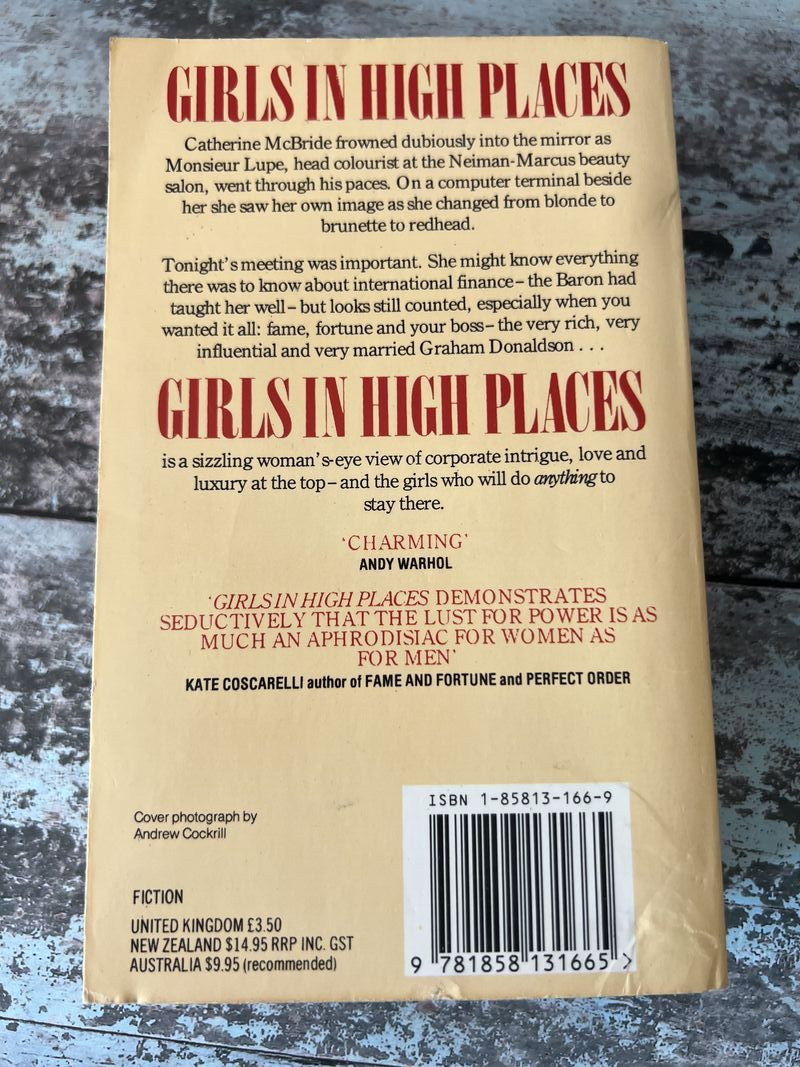 GIRLS IN HIGH PLACES
Catherine McBride frowned dubiously into the mirror as
Monsieur Lupe, head colourist at the Neiman-Marcus beauty
salon, went through his paces. On a computer terminal beside
her she saw her own image as she changed from blonde to
brunette to redhead.
Tonight's meeting was important. She might know everything
there was to know about international finance – the Baron had
taught her well – but looks still counted, especially when you
wanted it all: fame, fortune and your boss – the very rich, very
influential and very married Graham Donaldson . . .
GIRLS IN HIGH PLACES
is a sizzling woman's-eye view of corporate intrigue, love and
luxury at the top – and the girls who will do anything to
stay there.
'CHARMING'
ANDY WARHOL
'GIRLS IN HIGH PLACES DEMONSTRATES
SEDUCTIVELY THAT THE LUST FOR POWER IS AS
MUCH AN APHRODISIAC FOR WOMEN AS
FOR MEN'
KATE COSCARELLI author of FAME AND FORTUNE and PERFECT ORDER
Cover photograph by
Andrew Cockrill
FICTION
UNITED KINGDOM £3.50
NEW ZEALAND $14.95 RRP INC. GST
AUSTRALIA $9.95 (recommended)
ISBN 1-85813-166-9
9 781858 131665 >